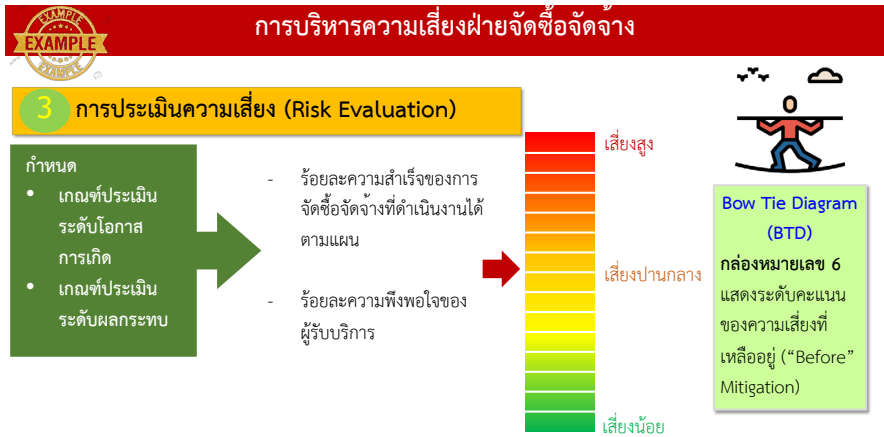 การบริหารความเสี่ยงฝ่ายจัดซื้อจัดจ้าง
EXAMPLE
EXAMPLE
EXAMPLE
3 การประเมินความเสี่ยง (Risk Evaluation)
กำหนด
• เกณฑ์ประเมิน
ระดับโอกาส
การเกิด
• เกณฑ์ประเมิน
ระดับผลกระทบ
- ร้อยละความสำเร็จของการ
จัดซื้อจัดจ้างที่ดำเนินงานได้
ตามแผน
- ร้อยละความพึงพอใจของ
ผู้รับบริการ
เสี่ยงสูง
เสี่ยงปานกลาง
เสี่ยงน้อย
Bow Tie Diagram
(BTD)
กล่องหมายเลข 6
แสดงระดับคะแนน
ของความเสี่ยงที่
เหลืออยู่ (“Before”
Mitigation)